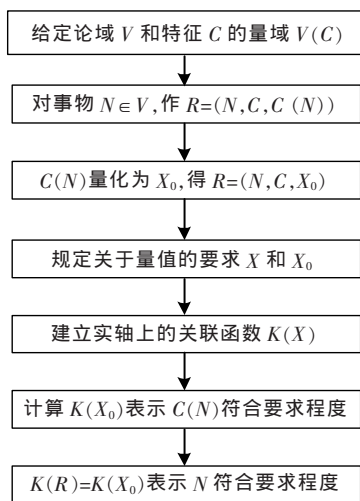 给定论域 V 和特征 C 的量域 V(C)
对事物 N∈V,作 R=(N,C,C (N))
C(N)量化为 X₀,得 R=(N,C,X₀)
规定关于量值的要求 X 和 X₀
建立实轴上的关联函数 K(X)
计算 K(X₀)表示 C(N)符合要求程度
K(R)=K(X₀)表示 N 符合要求程度